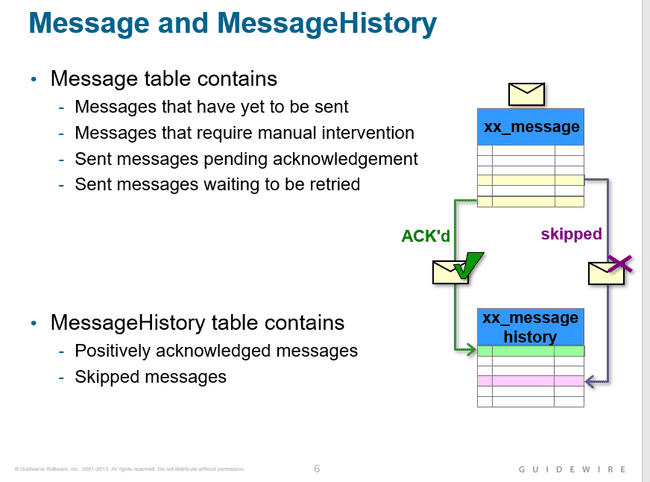 Message and MessageHistory
• Message table contains
- Messages that have yet to be sent
- Messages that require manual intervention
- Sent messages pending acknowledgement
- Sent messages waiting to be retried
xx_message
ACK'd
skipped
• MessageHistory table contains
- Positively acknowledged messages
- Skipped messages
xx_message
history
© Guidewire Software, Inc. 2001-2013. All rights reserved. Do not distribute without permission.
6
GUIDEWIRE